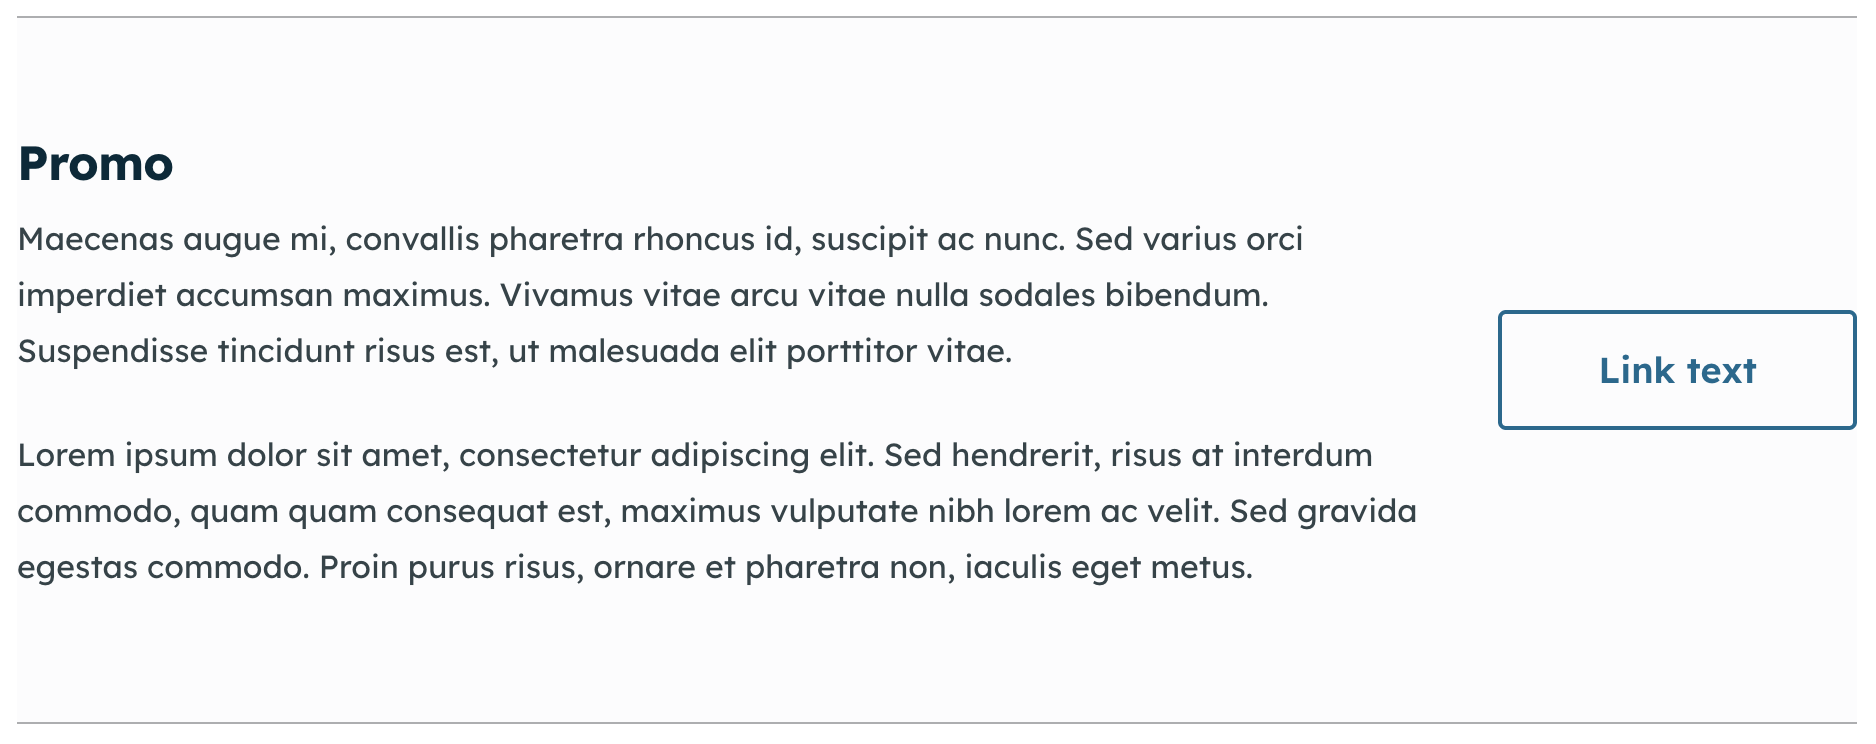 Promo
Maecenas augue mi, convallis pharetra rhoncus id, suscipit ac nunc. Sed varius orci
imperdiet accumsan maximus. Vivamus vitae arcu vitae nulla sodales bibendum.
Suspendisse tincidunt risus est, ut malesuada elit porttitor vitae.
Lorem ipsum dolor sit amet, consectetur adipiscing elit. Sed hendrerit, risus at interdum
commodo, quam quam consequat est, maximus vulputate nibh lorem ac velit. Sed gravida
egestas commodo. Proin purus risus, ornare et pharetra non, iaculis eget metus.
Link text